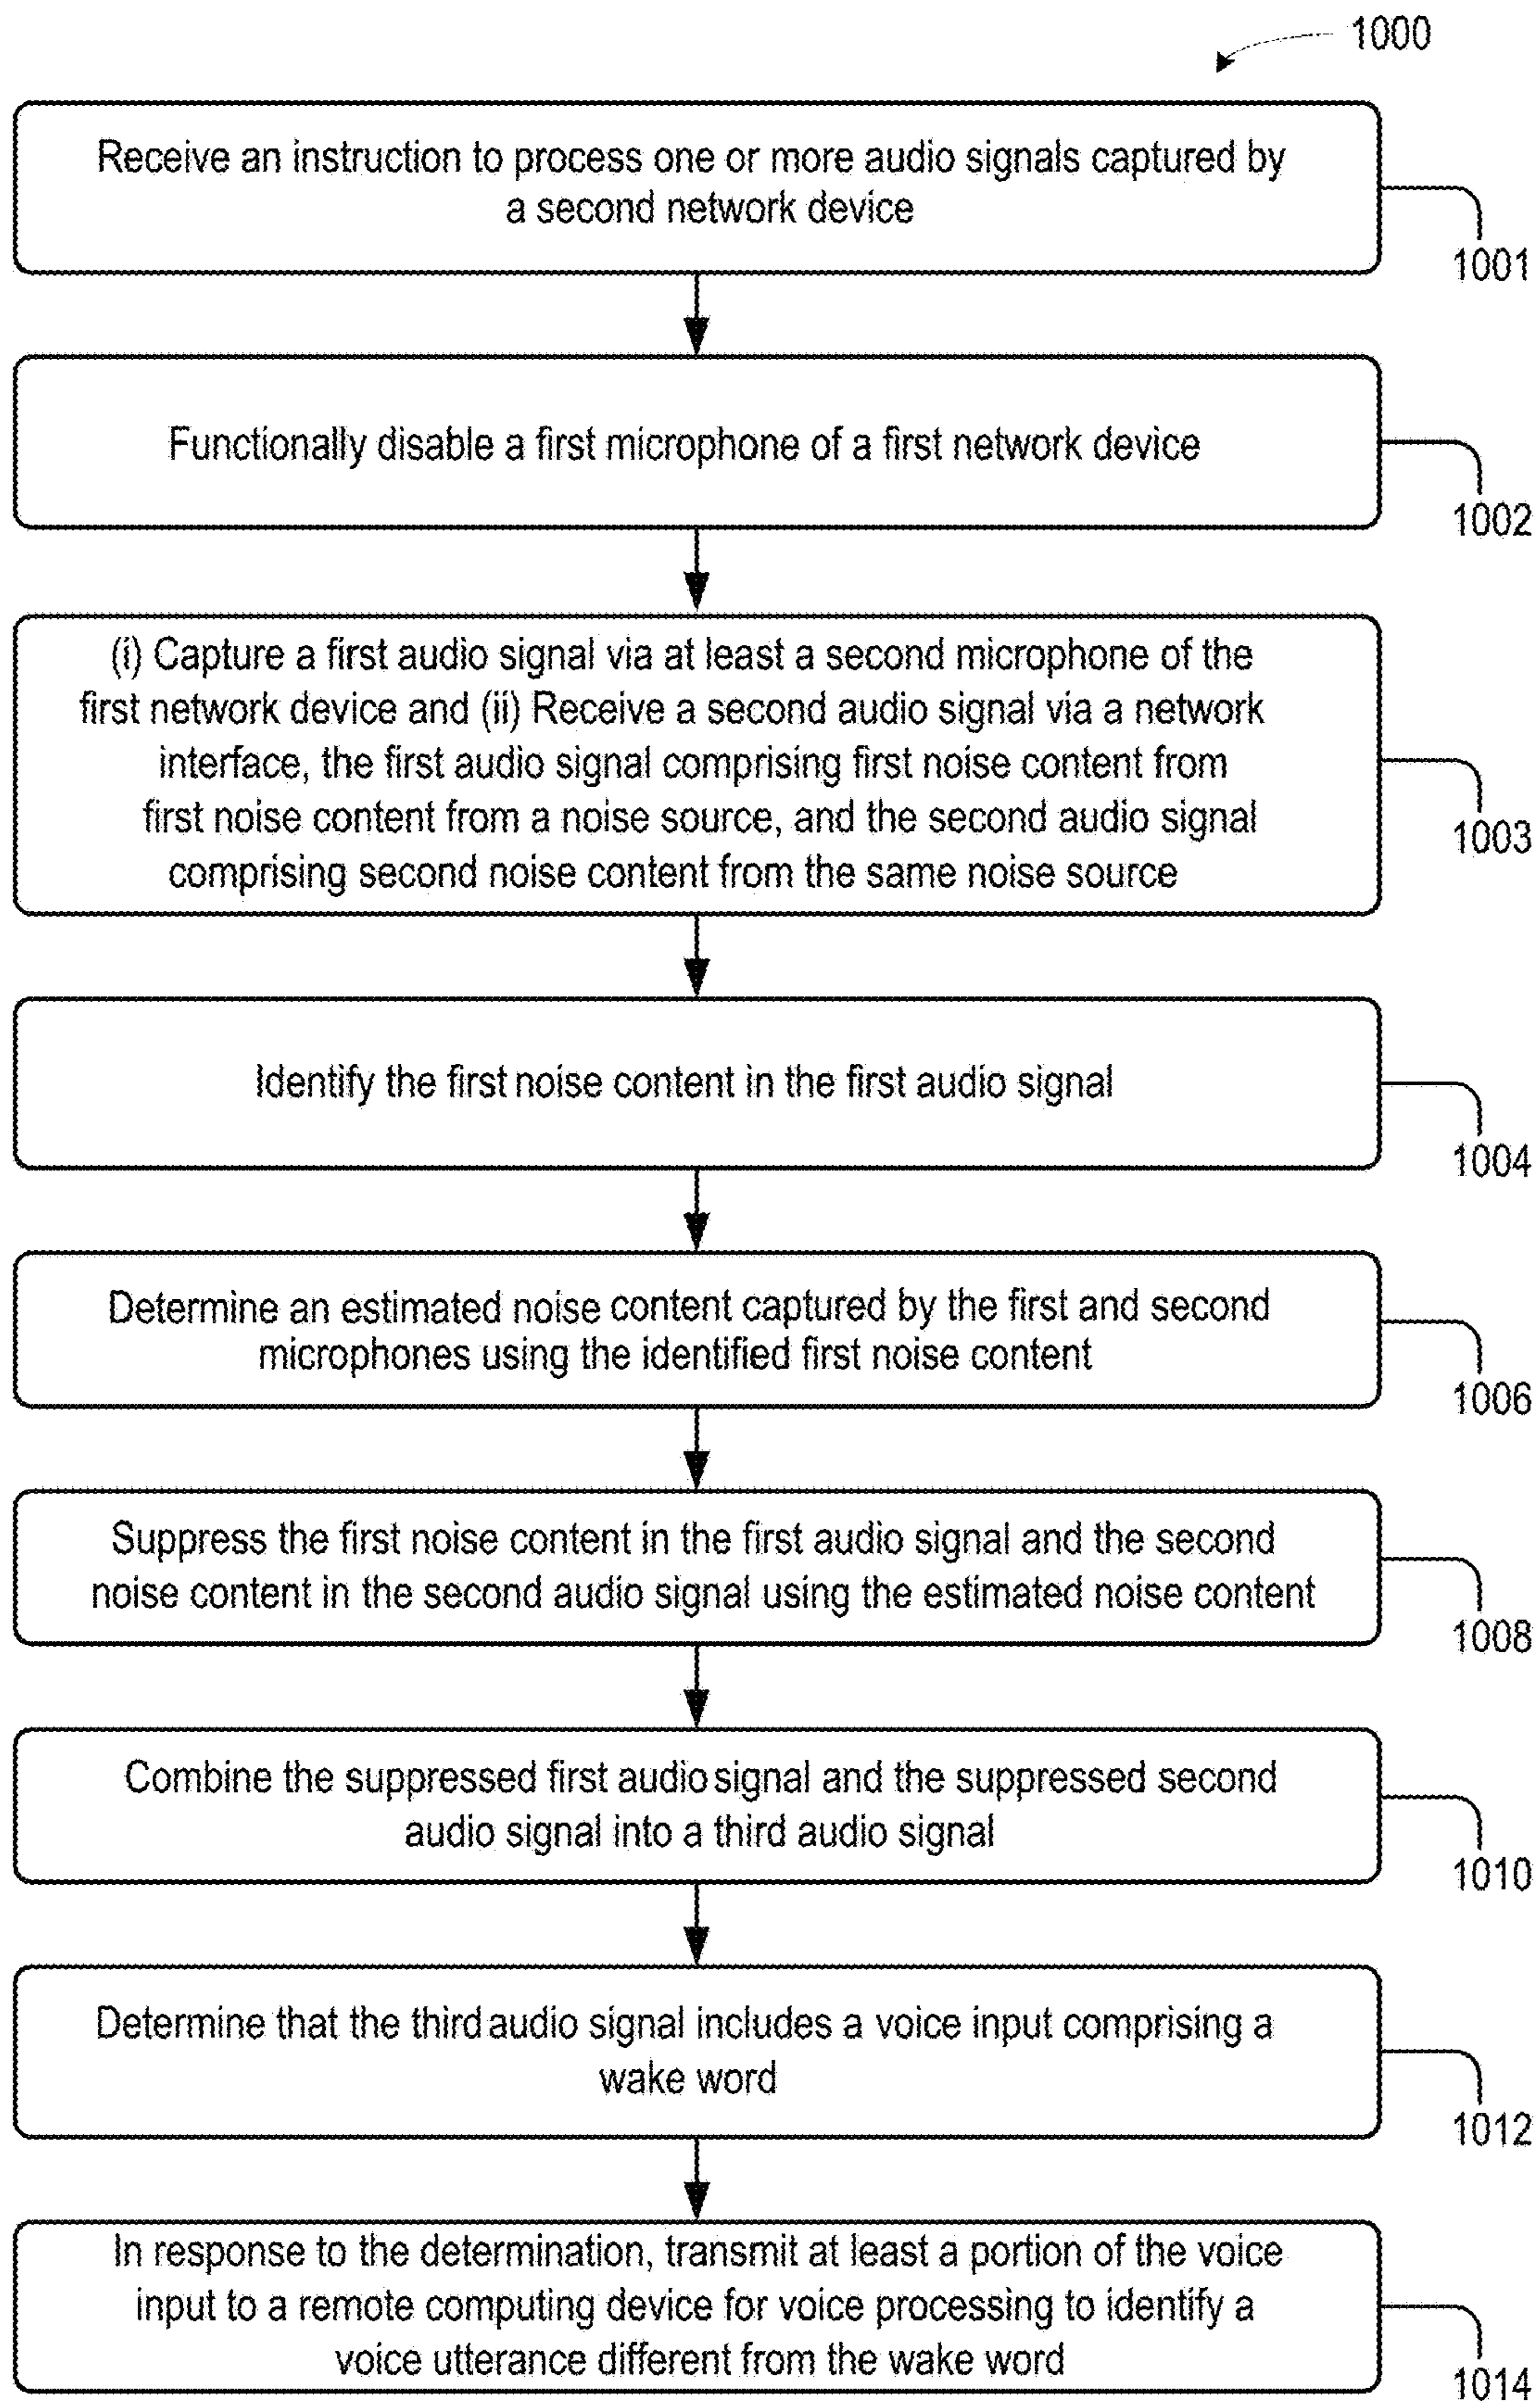 1000
Receive an instruction to process one or more audio signals captured by
a second network device
1001
Functionally disable a first microphone of a first network device
1002
(i) Capture a first audio signal via at least a second microphone of the
first network device and (ii) Receive a second audio signal via a network
interface, the first audio signal comprising first noise content from
first noise content from a noise source, and the second audio signal
comprising second noise content from the same noise source
1003
Identify the first noise content in the first audio signal
1004
Determine an estimated noise content captured by the first and second
microphones using the identified first noise content
1006
Suppress the first noise content in the first audio signal and the second
noise content in the second audio signal using the estimated noise content
1008
Combine the suppressed first audio signal and the suppressed second
audio signal into a third audio signal
1010
Determine that the third audio signal includes a voice input comprising a
wake word
1012
In response to the determination, transmit at least a portion of the voice
input to a remote computing device for voice processing to identify a
voice utterance different from the wake word
1014